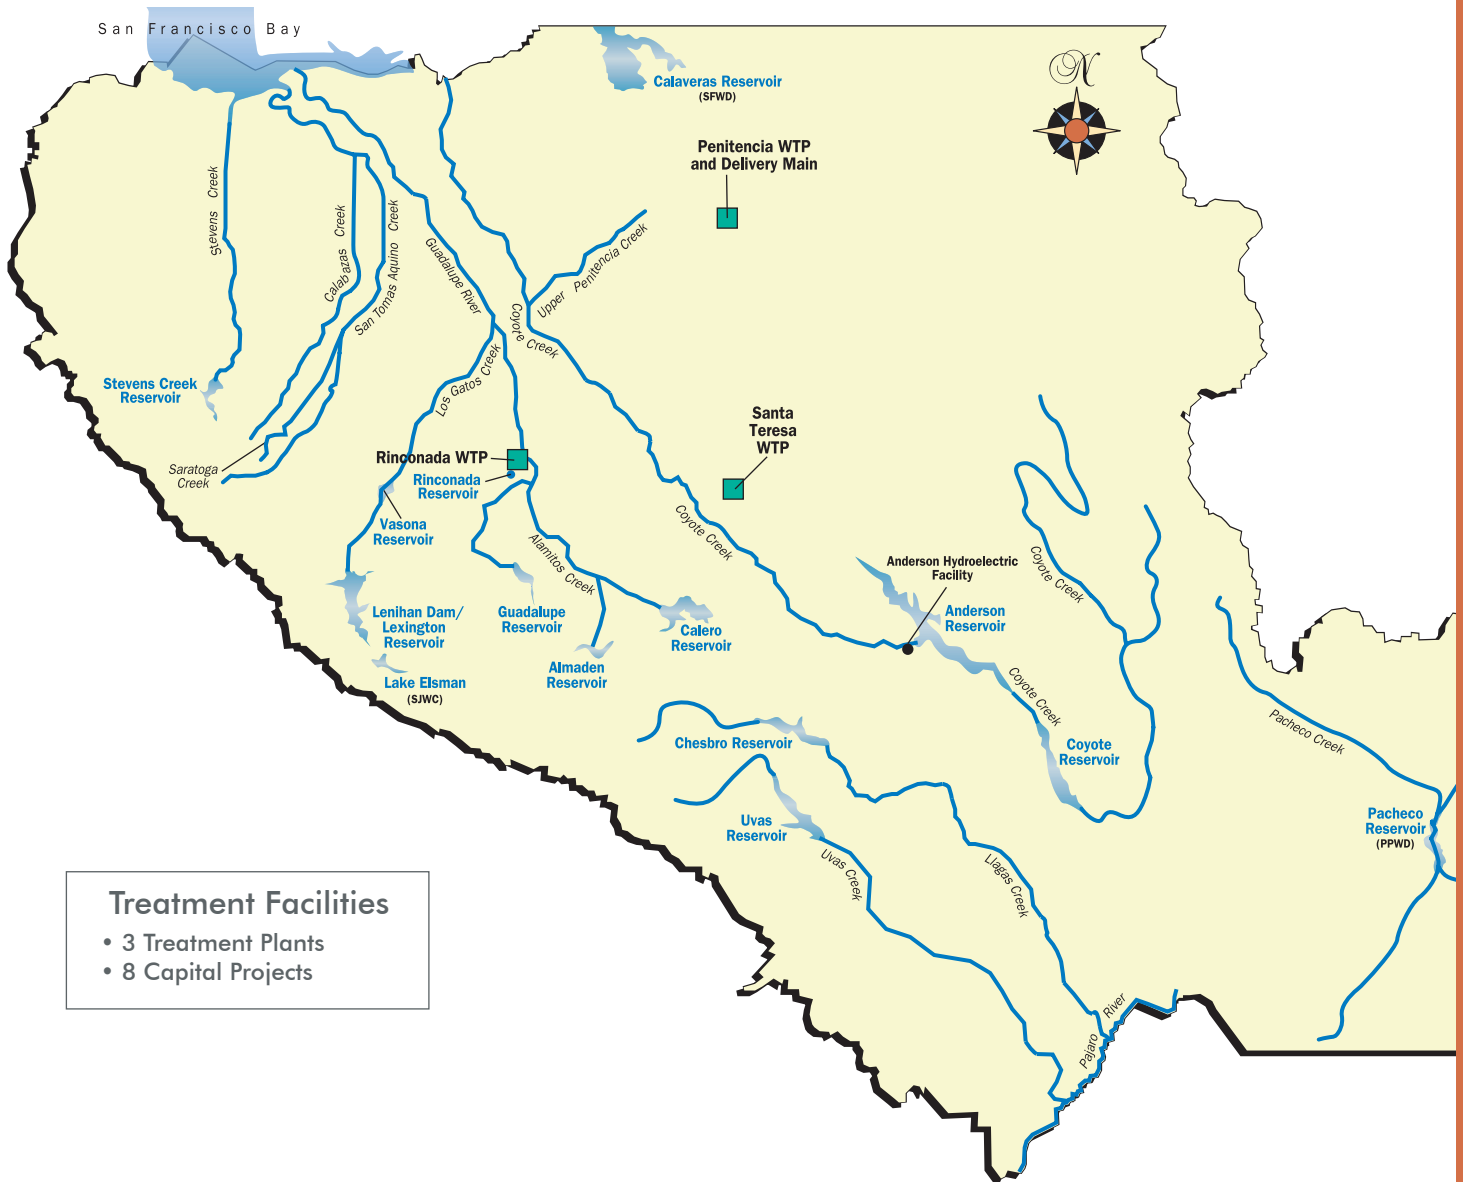 San Francisco Bay
N
Calaveras Reservoir
(SFWD)
Penitencia WTP
and Delivery Main
Stevens Creek
Calabazas Creek
San Tomas Aquino Creek
Guadalupe River
Coyote Creek
Upper Penitencia Creek
Los Gatos Creek
Stevens Creek
Reservoir
Saratoga
Creek
Rinconada WTP
Rinconada
Reservoir
Santa
Teresa
WTP
Vasona
Reservoir
Coyote Creek
Alamitos Creek
Anderson Hydroelectric
Facility
Coyote Creek
Lenihan Dam/
Lexington
Reservoir
Guadalupe
Reservoir
Calero
Reservoir
Anderson
Reservoir
Almaden
Reservoir
Lake Elsman
(SJWC)
Coyote Creek
Pacheco Creek
Chesbro Reservoir
Coyote
Reservoir
Uvas
Reservoir
Pacheco
Reservoir
(PPWD)
Uvas Creek
Llagas Creek
Pajaro River
Treatment Facilities
• 3 Treatment Plants
• 8 Capital Projects